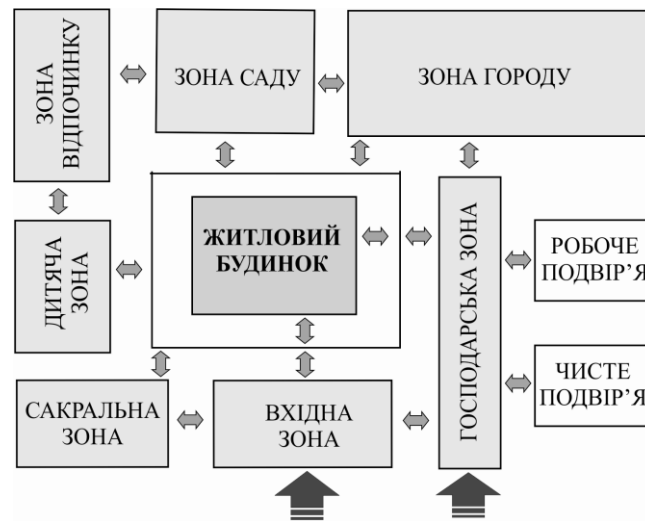 ЗОНА
ВІДПОЧИНКУ
ЗОНА САДУ
ЗОНА ГОРОДУ
ЖИТЛОВИЙ
БУДИНОК
ДИТЯЧА
ЗОНА
ГОСПОДАРСЬКА ЗОНА
РОБОЧЕ
ПОДВІР’Я
ЧИСТЕ
ПОДВІР’Я
САКРАЛЬНА
ЗОНА
ВХІДНА
ЗОНА